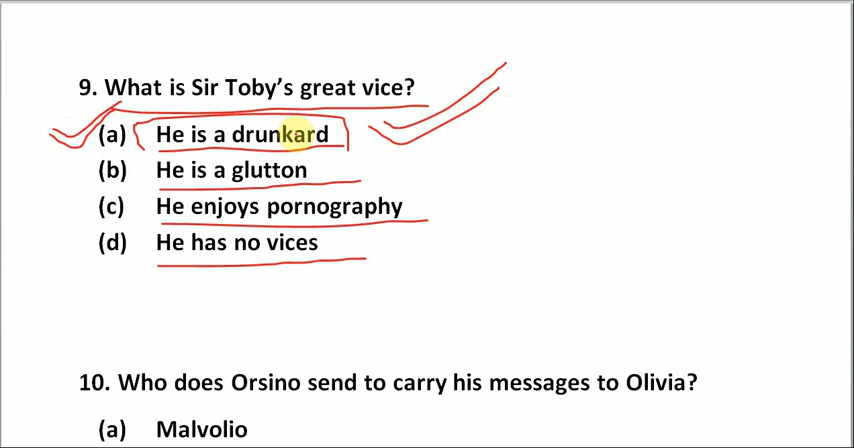 9. What is Sir Toby’s great vice?
(a) He is a drunkard
(b) He is a glutton
(c) He enjoys pornography
(d) He has no vices
10. Who does Orsino send to carry his messages to Olivia?
(a) Malvolio